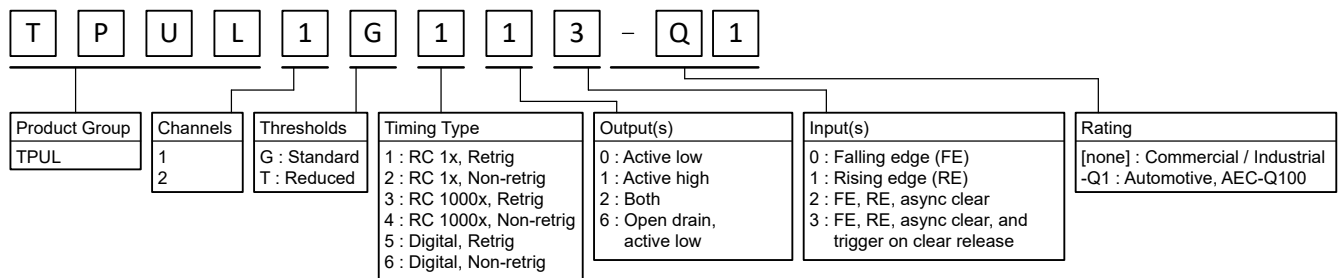 T P U L 1 G 1 1 3 – Q 1
Product Group
TPUL
Channels
1
2
Thresholds
G : Standard
T : Reduced
Timing Type
1 : RC 1x, Retrig
2 : RC 1x, Non-retrig
3 : RC 1000x, Retrig
4 : RC 1000x, Non-retrig
5 : Digital, Retrig
6 : Digital, Non-retrig
Output(s)
0 : Active low
1 : Active high
2 : Both
6 : Open drain,
active low
Input(s)
0 : Falling edge (FE)
1 : Rising edge (RE)
2 : FE, RE, async clear
3 : FE, RE, async clear, and
trigger on clear release
Rating
[none] : Commercial / Industrial
-Q1 : Automotive, AEC-Q100